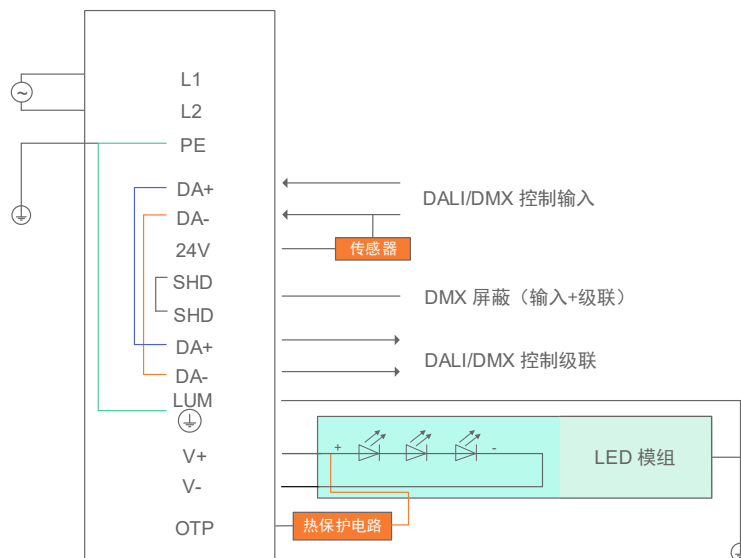 L1
L2
PE
DA+
DALI/DMX 控制输入
DA-
24V
传感器
SHD
DMX 屏蔽（输入+级联）
SHD
DA+
DALI/DMX 控制级联
DA-
LUM
V+
+
-
LED 模组
V-
OTP
热保护电路